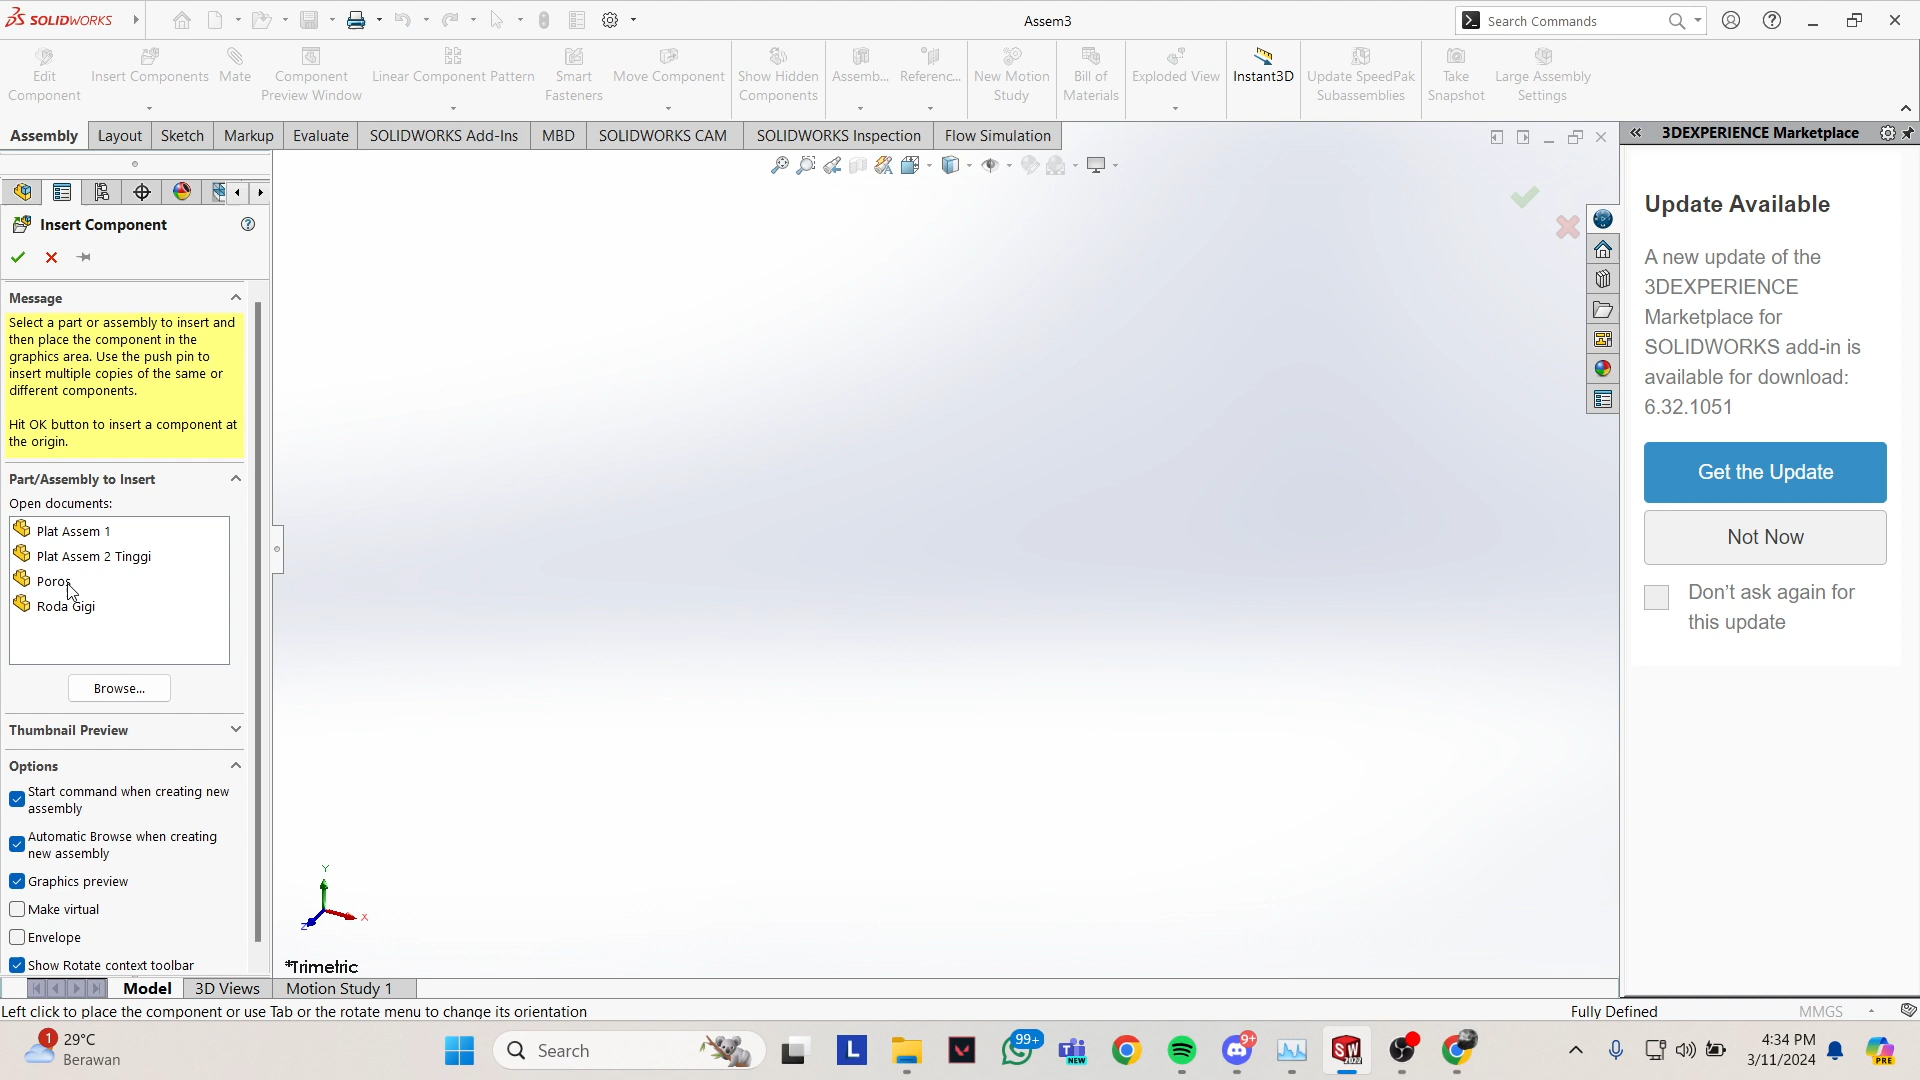 SOLIDWORKS
Assem3
Search Commands
Edit Component
Insert Components
Mate
Component Preview Window
Linear Component Pattern
Smart Fasteners
Move Component
Show Hidden Components
Assemb...
Referenc...
New Motion Study
Bill of Materials
Exploded View
Instant3D
Update SpeedPak Subassemblies
Take Snapshot
Large Assembly Settings
Assembly
Layout
Sketch
Markup
Evaluate
SOLIDWORKS Add-Ins
MBD
SOLIDWORKS CAM
SOLIDWORKS Inspection
Flow Simulation
3DEXPERIENCE Marketplace
Insert Component
Message
Select a part or assembly to insert and
then place the component in the
graphics area. Use the push pin to
insert multiple copies of the same or
different components.
Hit OK button to insert a component at
the origin.
Part/Assembly to Insert
Open documents:
Plat Assem 1
Plat Assem 2 Tinggi
Poros
Roda Gigi
Browse...
Thumbnail Preview
Options
Start command when creating new
assembly
Automatic Browse when creating
new assembly
Graphics preview
Make virtual
Envelope
Show Rotate context toolbar
Y
X
Z
*Trimetric
Update Available
A new update of the
3DEXPERIENCE
Marketplace for
SOLIDWORKS add-in is
available for download:
6.32.1051
Get the Update
Not Now
Don't ask again for
this update
Model
3D Views
Motion Study 1
Left click to place the component or use Tab or the rotate menu to change its orientation
Fully Defined
MMGS
1
29°C
Berawan
Search
L
99+
NEW
9+
SW
2022
4:34 PM
3/11/2024
PRE